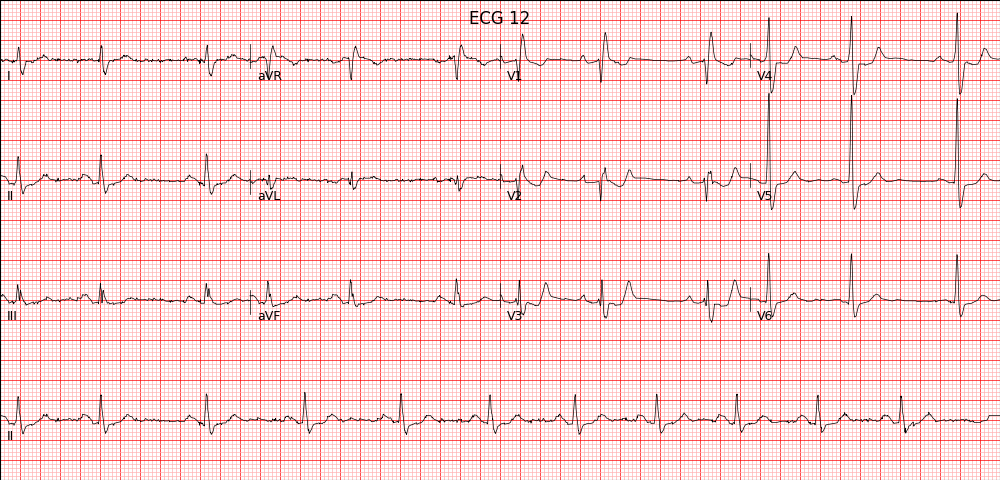 ECG 12
I aVR V1 V4
II aVL V2 V5
III aVF V3 V6
II